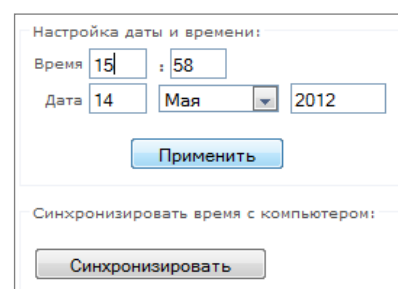 Настройка даты и времени:
Время 15 : 58
Дата 14 Мая 2012
Применить
Синхронизировать время с компьютером:
Синхронизировать